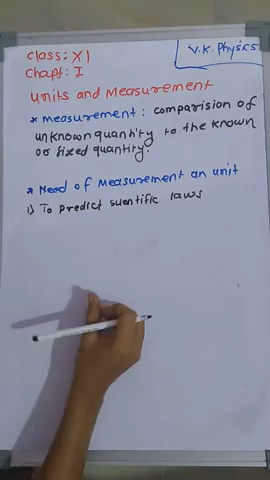 Class: XI
Chapt: I
V.K. Physics
Units and Measurement
* Measurement: comparision of
unknown quantity to the known
or fixed quantity.
* Need of Measurement an unit
1) To predict scientific laws